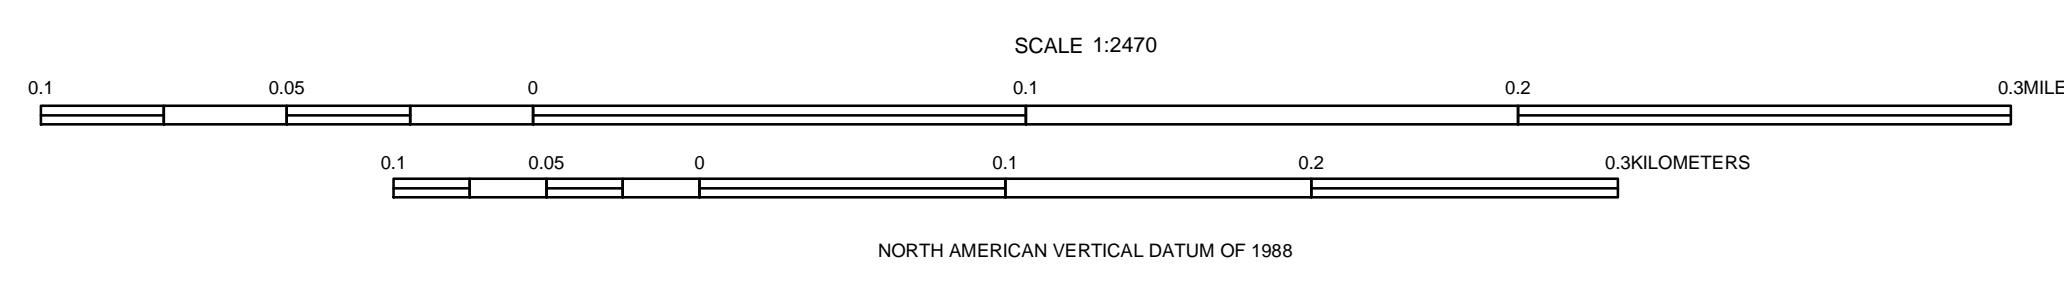 SCALE 1:2470
0.1 0.05 0 0.1 0.2 0.3MILE
0.1 0.05 0 0.1 0.2 0.3KILOMETERS
NORTH AMERICAN VERTICAL DATUM OF 1988